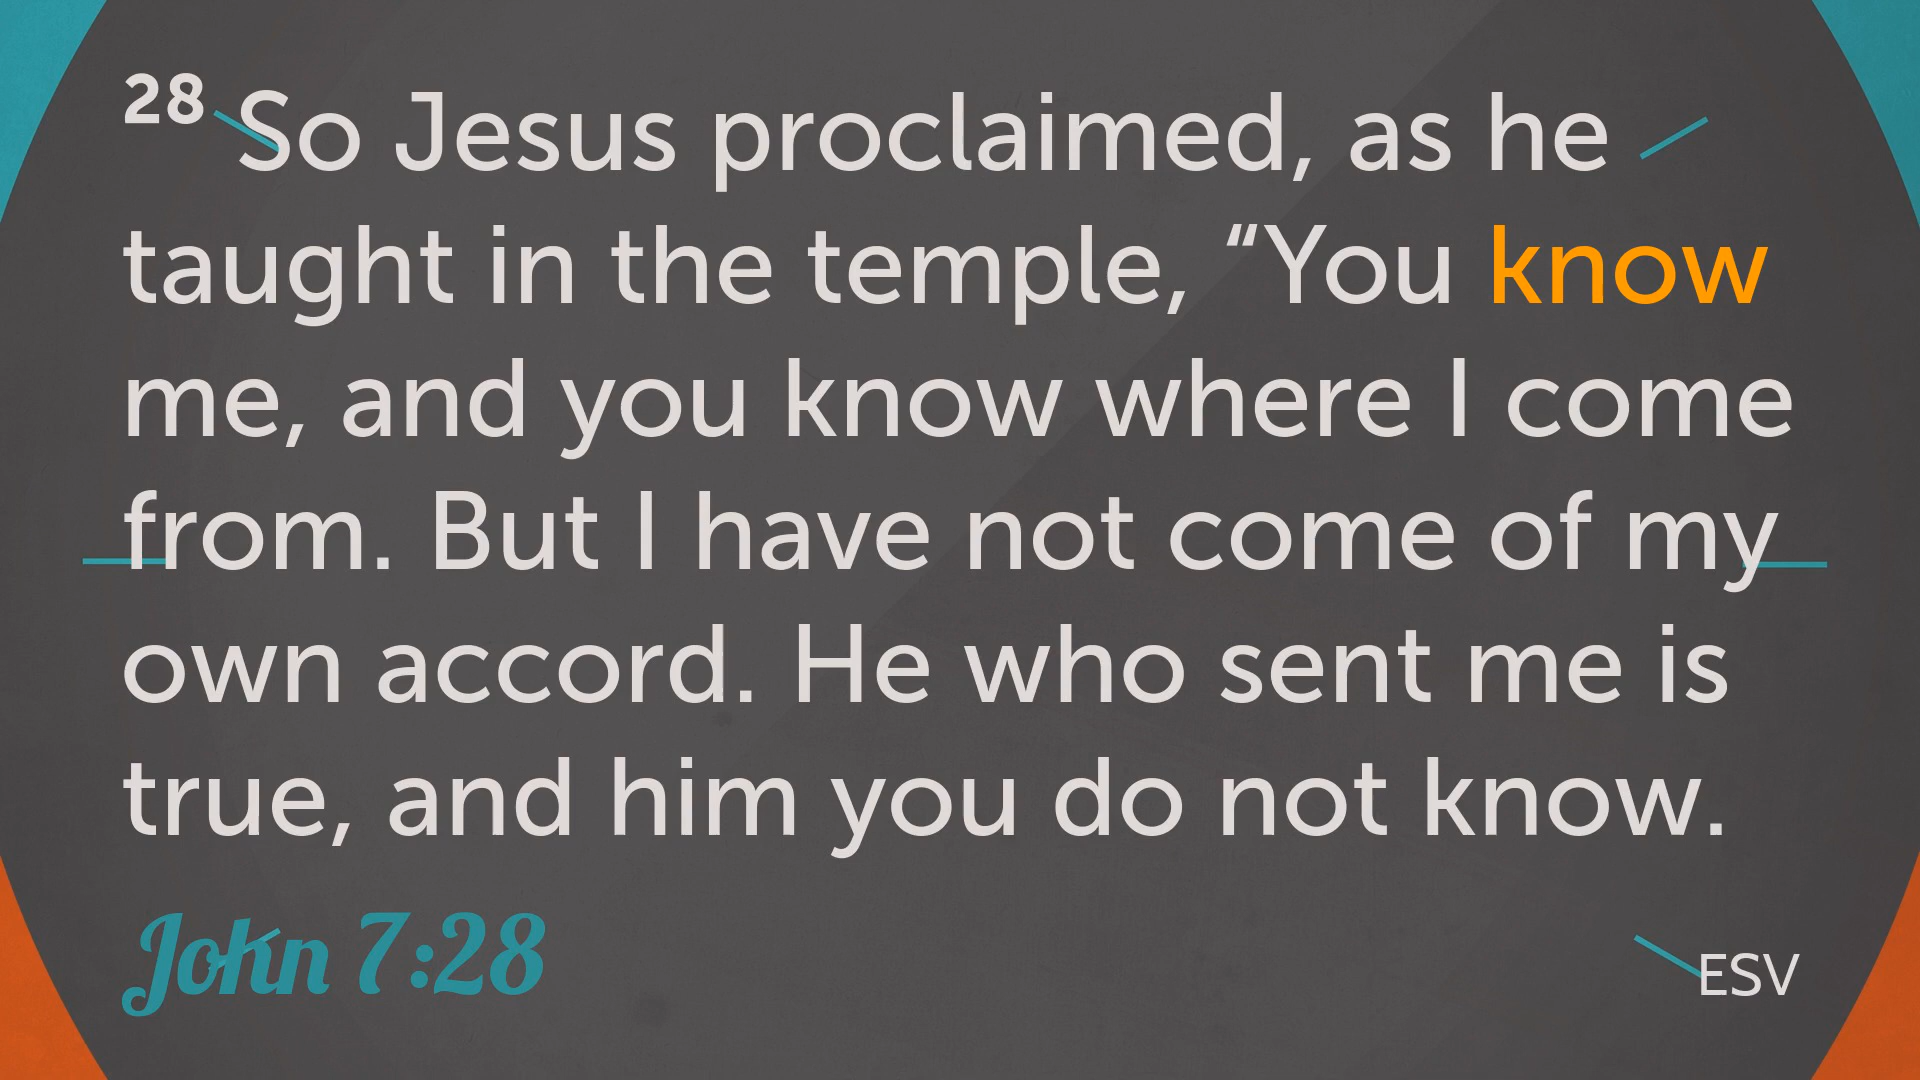 28 So Jesus proclaimed, as he
taught in the temple, “You know
me, and you know where I come
from. But I have not come of my
own accord. He who sent me is
true, and him you do not know.
John 7:28
ESV